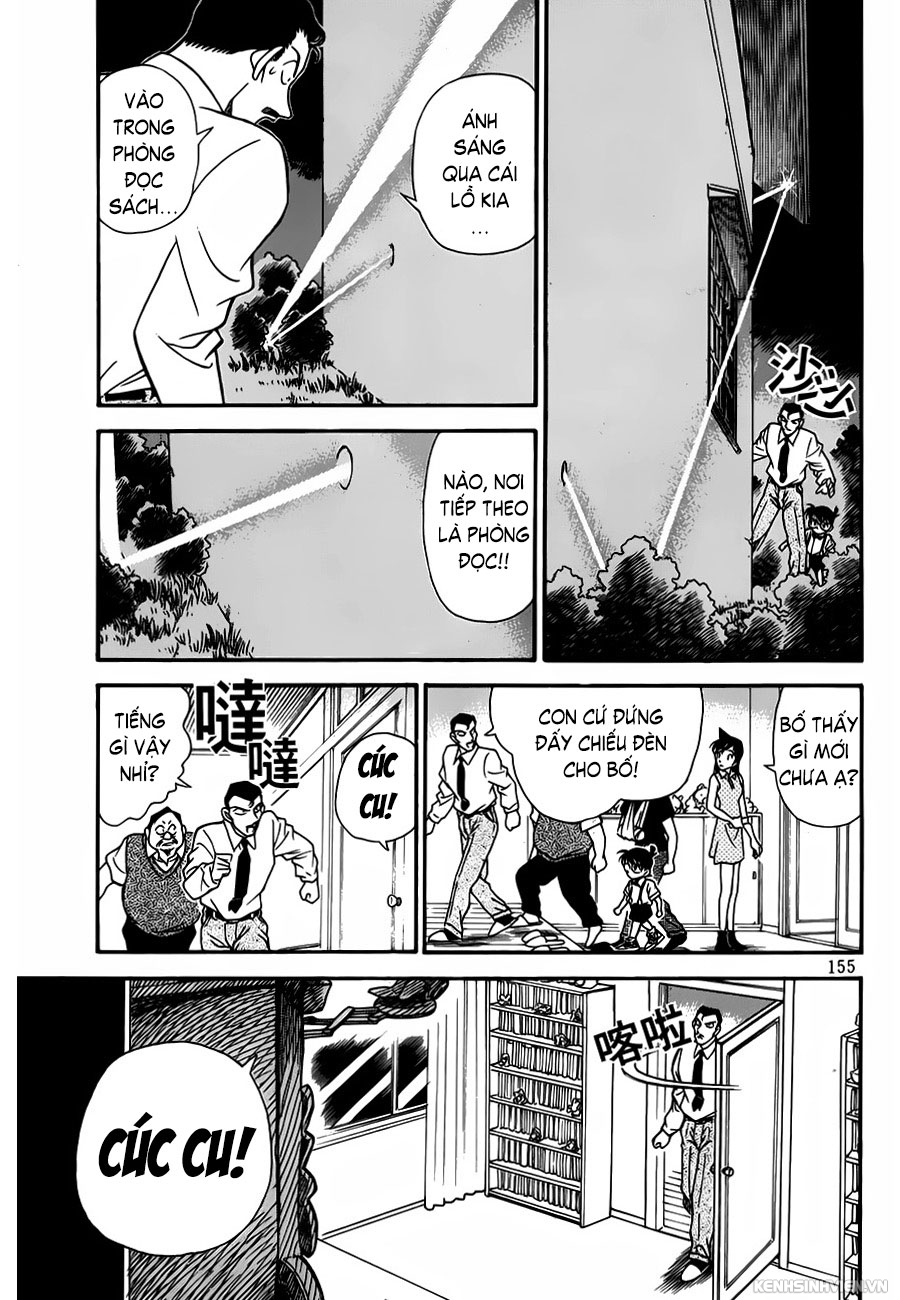 ÁNH
SÁNG
QUA CÁI
LỖ KIA
...
VÀO
TRONG
PHÒNG
ĐỌC
SÁCH...
沙沙
NÀO, NƠI
TIẾP THEO
LÀ PHÒNG
ĐỌC!!
BỐ THẤY
GÌ MỚI
CHƯA Ạ?
CON CỨ ĐỨNG
ĐẤY CHIẾU ĐÈN
CHO BỐ!
CÚC
CU!
噠噠
TIẾNG
GÌ VẬY
NHỈ?
155
喀啦
CÚC CU!
KENHSINHVIEN.VN